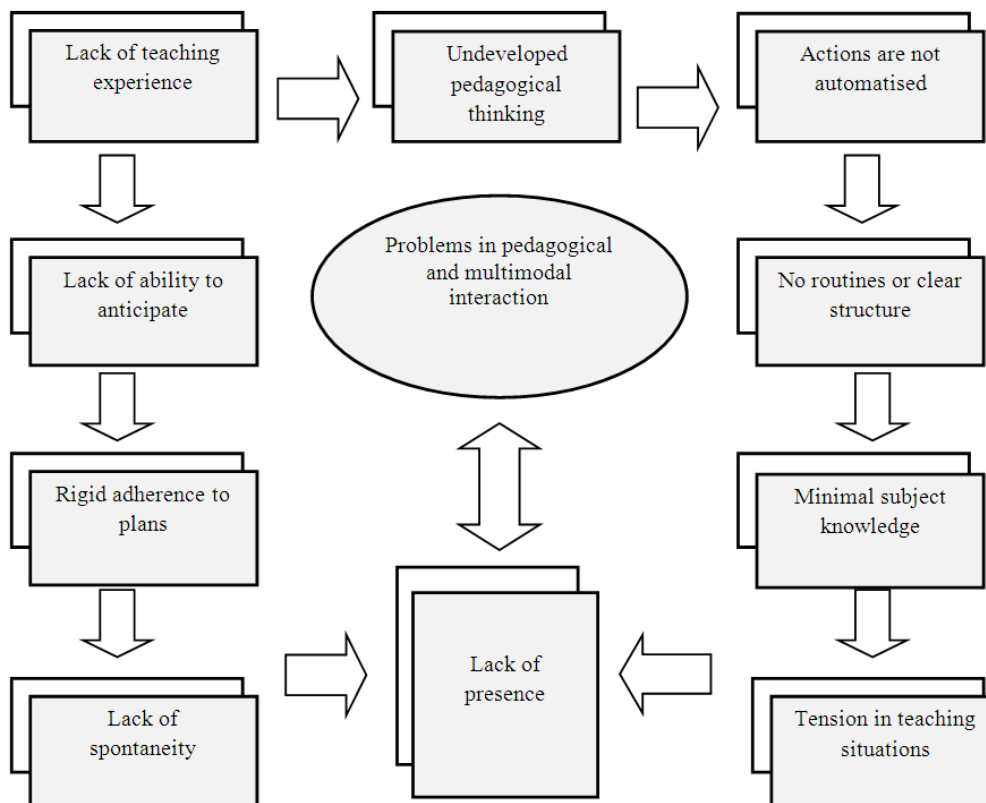 Lack of teaching
experience
Undeveloped
pedagogical
thinking
Actions are not
automatised
Problems in pedagogical
and multimodal
interaction
Lack of ability to
anticipate
No routines or clear
structure
Rigid adherence to
plans
Minimal subject
knowledge
Lack of
presence
Lack of
spontaneity
Tension in teaching
situations